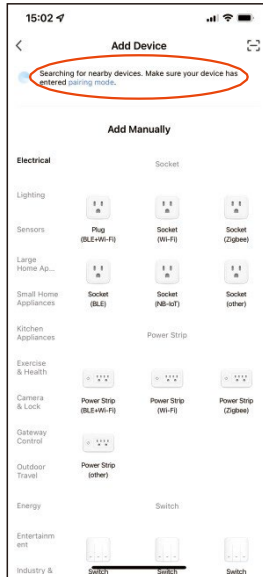 15:02
Add Device
Searching for nearby devices. Make sure your device has
entered pairing mode.
Add Manually
Electrical
Socket
Lighting
Sensors
Plug
(BLE+Wi-Fi)
Socket
(Wi-Fi)
Socket
(Zigbee)
Large
Home Ap...
Small Home
Appliances
Socket
(BLE)
Socket
(NB-IoT)
Socket
(other)
Kitchen
Appliances
Power Strip
Exercise
& Health
Camera
& Lock
Power Strip
(BLE+Wi-Fi)
Power Strip
(Wi-Fi)
Power Strip
(Zigbee)
Gateway
Control
Outdoor
Travel
Power Strip
(other)
Energy
Switch
Entertainm
ent
Industry &
Switch
Switch
Switch